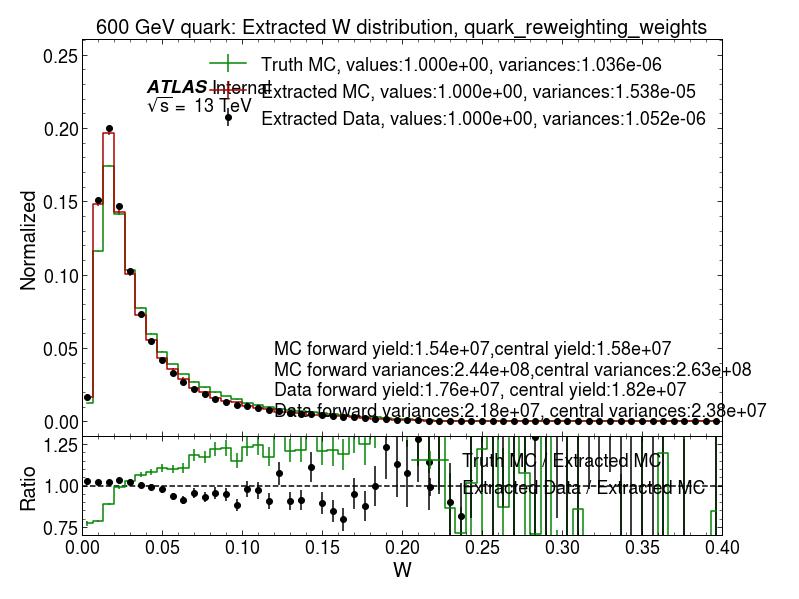 600 GeV quark: Extracted W distribution, quark_reweighting_weights
Truth MC, values:1.000e+00, variances:1.036e-06
ATLAS Internal
Extracted MC, values:1.000e+00, variances:1.538e-05
√s = 13 TeV
Extracted Data, values:1.000e+00, variances:1.052e-06
Normalized
0.25
0.20
0.15
0.10
0.05
0.00
MC forward yield:1.54e+07,central yield:1.58e+07
MC forward variances:2.44e+08,central variances:2.63e+08
Data forward yield:1.76e+07, central yield:1.82e+07
Data forward variances:2.18e+07, central variances:2.38e+07
Ratio
1.25
1.00
0.75
Truth MC / Extracted MC
Extracted Data / Extracted MC
0.00 0.05 0.10 0.15 0.20 0.25 0.30 0.35 0.40
W